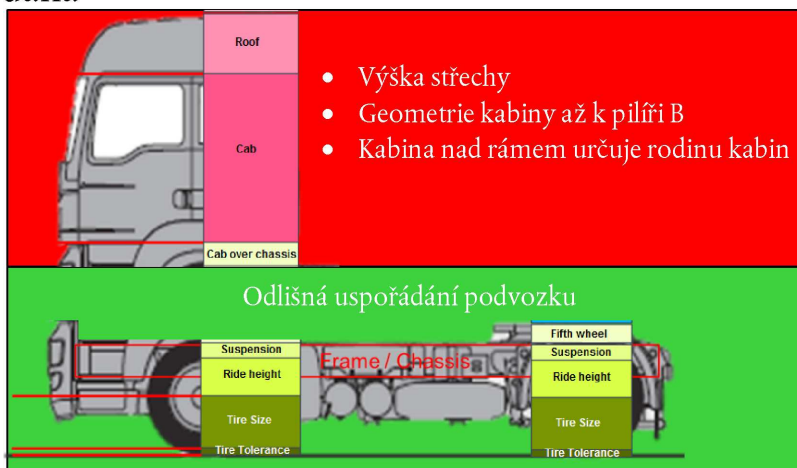 Roof
Cab
Cab over chassis
• Výška střechy
• Geometrie kabiny až k pilíři B
• Kabina nad rámem určuje rodinu kabin
Odlišná uspořádání podvozku
Fifth wheel
Suspension
Frame / Chassis
Suspension
Ride height
Ride height
Tire Size
Tire Size
Tire Tolerance
Tire Tolerance